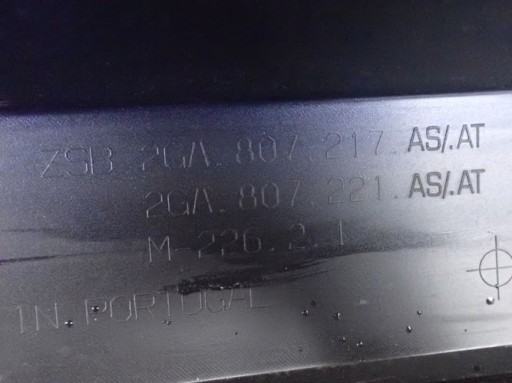 ZSB 2GA.807.217.AS/.AT
2GA.807.221.AS/.AT
M 226.2.1
IN PORTUGAL